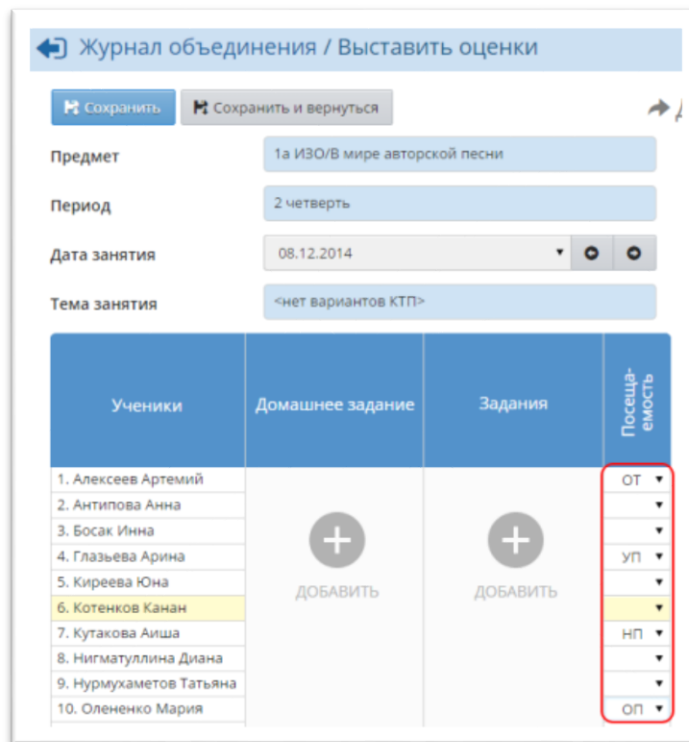 Журнал объединения / Выставить оценки
Сохранить Сохранить и вернуться
Предмет 1а ИЗО/В мире авторской песни
Период 2 четверть
Дата занятия 08.12.2014
Тема занятия <нет вариантов КТП>
Ученики Домашнее задание Задания Посеща-
емость
1. Алексеев Артемий ОТ
2. Антипова Анна
3. Босак Инна
4. Глазьева Арина УП
5. Киреева Юна
6. Котенков Канан
7. Кутакова Аиша НП
8. Нигматуллина Диана
9. Нурмухаметов Татьяна
10. Олененко Мария ОП
ДОБАВИТЬ ДОБАВИТЬ